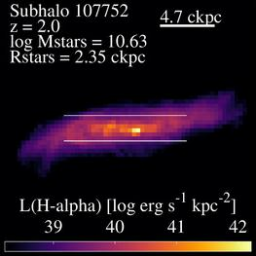 Subhalo 107752
z = 2.0
log Mstars = 10.63
Rstars = 2.35 ckpc
4.7 ckpc
L(H-alpha) [log erg s⁻¹ kpc⁻²]
39 40 41 42